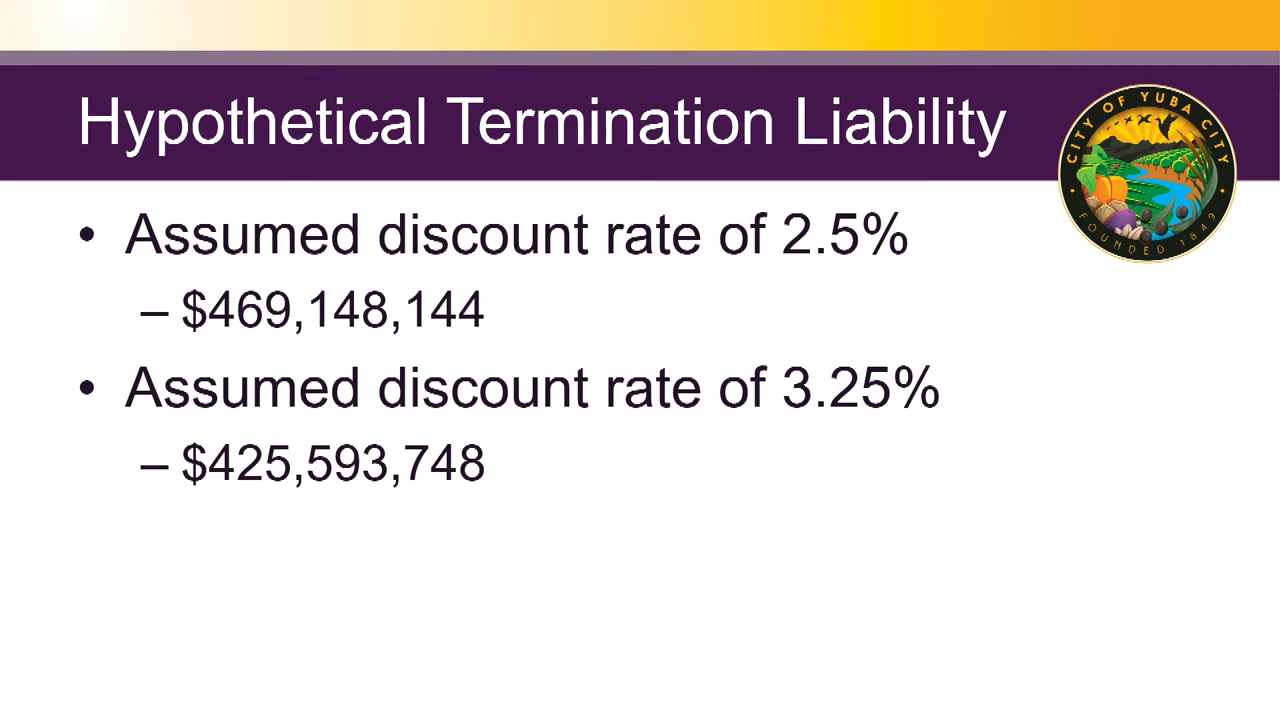 Hypothetical Termination Liability
CITY OF YUBA CITY
FOUNDED 1849
• Assumed discount rate of 2.5%
– $469,148,144
• Assumed discount rate of 3.25%
– $425,593,748